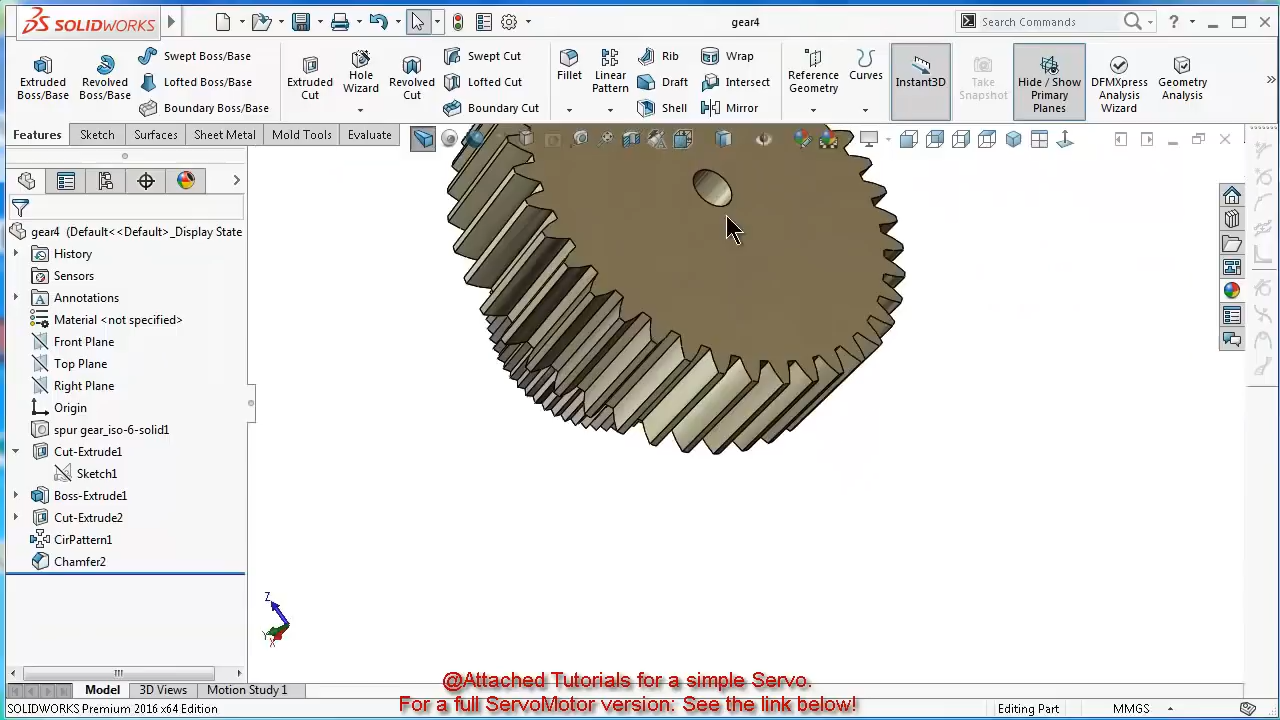 SOLIDWORKS
gear4
Search Commands
?
Extruded Boss/Base
Revolved Boss/Base
Swept Boss/Base
Lofted Boss/Base
Boundary Boss/Base
Extruded Cut
Hole Wizard
Revolved Cut
Swept Cut
Lofted Cut
Boundary Cut
Fillet
Linear Pattern
Rib
Draft
Shell
Wrap
Intersect
Mirror
Reference Geometry
Curves
Instant3D
Take Snapshot
Hide / Show Primary Planes
DFMXpress Analysis Wizard
Geometry Analysis
Features
Sketch
Surfaces
Sheet Metal
Mold Tools
Evaluate
gear4 (Default<<Default>_Display State
History
Sensors
Annotations
Material <not specified>
Front Plane
Top Plane
Right Plane
Origin
spur gear_iso-6-solid1
Cut-Extrude1
Sketch1
Boss-Extrude1
Cut-Extrude2
CirPattern1
Chamfer2
Z
Y
X
Model
3D Views
Motion Study 1
@Attached Tutorials for a simple Servo.
For a full ServoMotor version: See the link below!
SOLIDWORKS Premium 2016 x64 Edition
Editing Part
MMGS